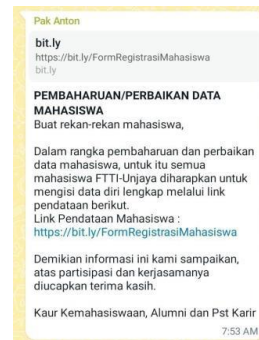 Pak Anton
bit.ly
https://bit.ly/FormRegistrasiMahasiswa
bit.ly
PEMBAHARUAN/PERBAIKAN DATA
MAHASISWA
Buat rekan-rekan mahasiswa,
Dalam rangka pembaharuan dan perbaikan
data mahasiswa, untuk itu semua
mahasiswa FTTI-Unjaya diharapkan untuk
mengisi data diri lengkap melalui link
pendataan berikut.
Link Pendataan Mahasiswa :
https://bit.ly/FormRegistrasiMahasiswa
Demikian informasi ini kami sampaikan,
atas partisipasi dan kerjasamanya
diucapkan terima kasih.
Kaur Kemahasiswaan, Alumni dan Pst Karir
7:53 AM